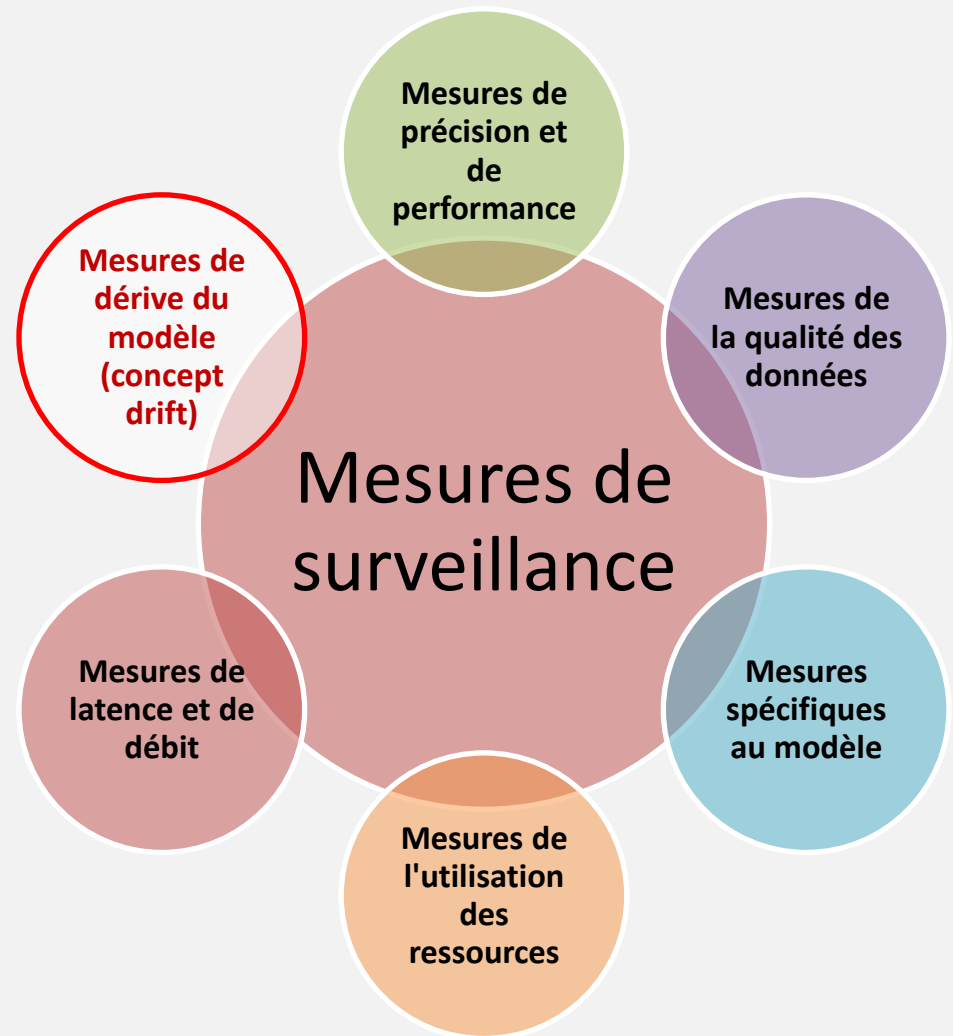 Mesures de
précision et
de
performance
Mesures de
dérive du
modèle
(concept
drift)
Mesures de
la qualité des
données
Mesures de
surveillance
Mesures de
latence et de
débit
Mesures
spécifiques
au modèle
Mesures de
l'utilisation
des
ressources